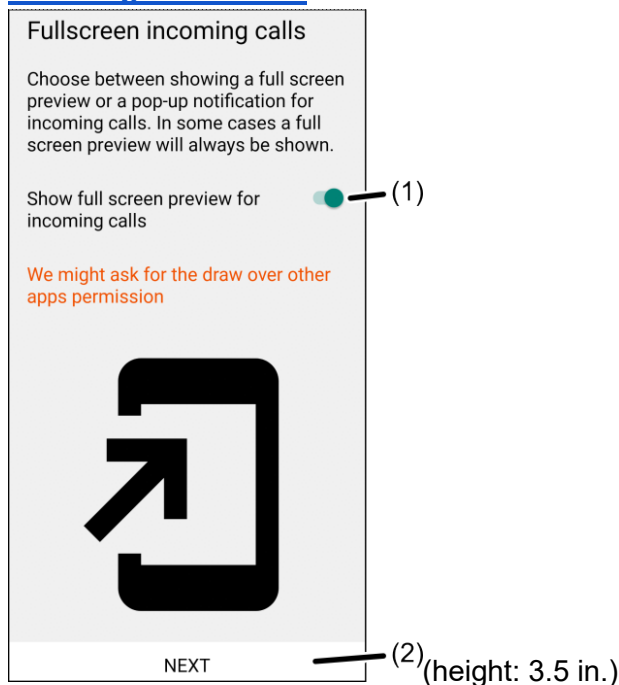 Fullscreen incoming calls
Choose between showing a full screen
preview or a pop-up notification for
incoming calls. In some cases a full
screen preview will always be shown.
Show full screen preview for
incoming calls
(1)
We might ask for the draw over other
apps permission
NEXT
(2)
(height: 3.5 in.)